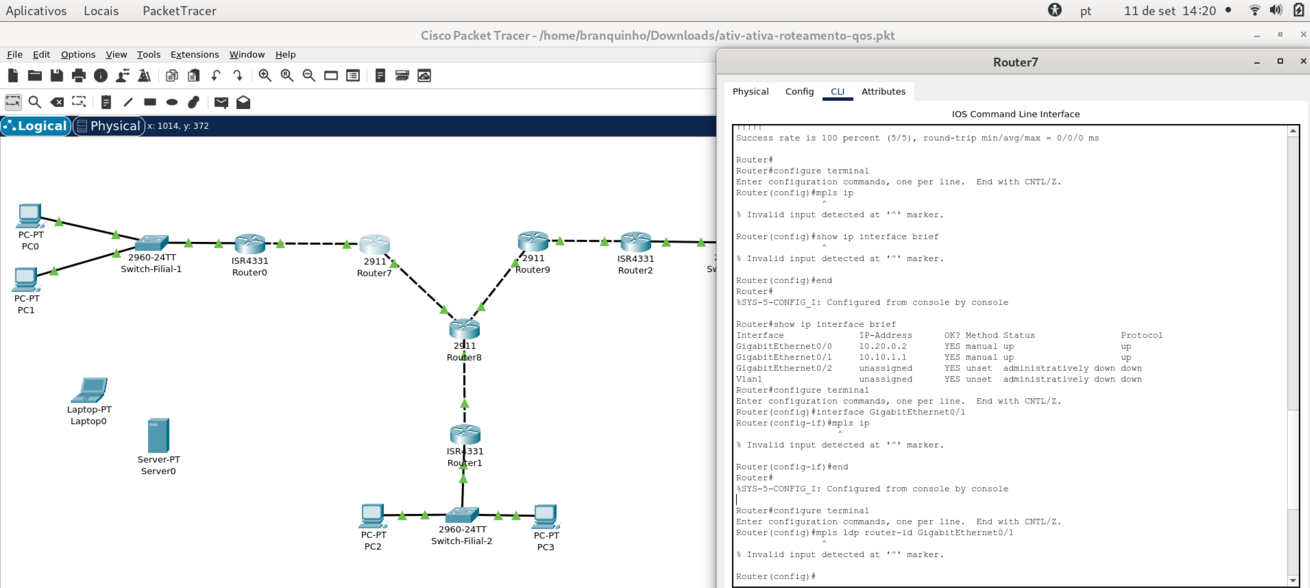 Aplicativos Locais PacketTracer pt 11 de set 14:20
Cisco Packet Tracer - /home/branquinho/Downloads/ativ-ativa-roteamento-qos.pkt
File Edit Options View Tools Extensions Window Help
Logical Physical x: 1014, y: 372
PC-PT
PC0
PC-PT
PC1
2960-24TT
Switch-Filial-1
ISR4331
Router0
2911
Router7
2911
Router9
ISR4331
Router2
2911
Router8
Laptop-PT
Laptop0
Server-PT
Server0
ISR4331
Router1
PC-PT
PC2
2960-24TT
Switch-Filial-2
PC-PT
PC3
Router7
Physical Config CLI Attributes
IOS Command Line Interface
!!!!!
Success rate is 100 percent (5/5), round-trip min/avg/max = 0/0/0 ms
Router#
Router#configure terminal
Enter configuration commands, one per line. End with CNTL/Z.
Router(config)#mpls ip
^
% Invalid input detected at '^' marker.
Router(config)#show ip interface brief
^
% Invalid input detected at '^' marker.
Router(config)#end
Router#
%SYS-5-CONFIG_I: Configured from console by console
Router#show ip interface brief
Interface IP-Address OK? Method Status Protocol
GigabitEthernet0/0 10.20.0.2 YES manual up up
GigabitEthernet0/1 10.10.1.1 YES manual up up
GigabitEthernet0/2 unassigned YES unset administratively down down
Vlan1 unassigned YES unset administratively down down
Router#configure terminal
Enter configuration commands, one per line. End with CNTL/Z.
Router(config)#interface GigabitEthernet0/1
Router(config-if)#mpls ip
^
% Invalid input detected at '^' marker.
Router(config-if)#end
Router#
%SYS-5-CONFIG_I: Configured from console by console
Router#configure terminal
Enter configuration commands, one per line. End with CNTL/Z.
Router(config)#mpls ldp router-id GigabitEthernet0/1
^
% Invalid input detected at '^' marker.
Router(config)#